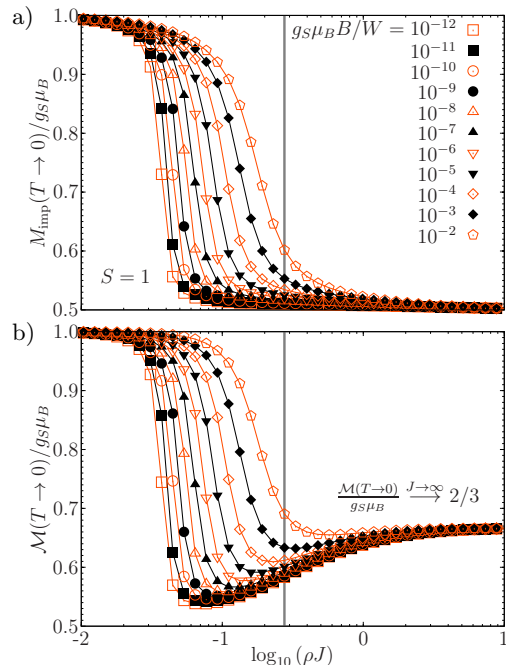 a)
1.0
0.9
0.8
0.7
0.6
0.5
M_imp(T → 0)/g_Sμ_B
S = 1
g_Sμ_BB/W = 10^−12
10^−11
10^−10
10^−9
10^−8
10^−7
10^−6
10^−5
10^−4
10^−3
10^−2
b)
1.0
0.9
0.8
0.7
0.6
0.5
ℳ(T → 0)/g_Sμ_B
ℳ(T→0)/g_Sμ_B J→∞ ⟶ 2/3
-2 -1 0 1
log_10 (ρJ)